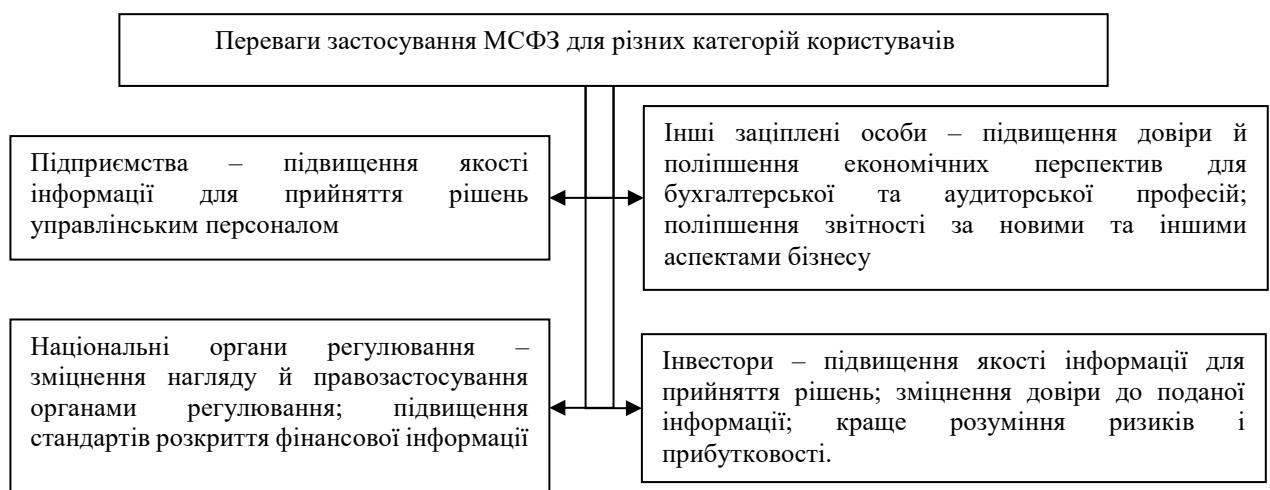 Переваги застосування МСФЗ для різних категорій користувачів
Підприємства – підвищення якості
інформації для прийняття рішень
управлінським персоналом
Інші заціплені особи – підвищення довіри й
поліпшення економічних перспектив для
бухгалтерської та аудиторської професій;
поліпшення звітності за новими та іншими
аспектами бізнесу
Національні органи регулювання –
зміцнення нагляду й правозастосування
органами регулювання; підвищення
стандартів розкриття фінансової інформації
Інвестори – підвищення якості інформації для
прийняття рішень; зміцнення довіри до поданої
інформації; краще розуміння ризиків і
прибутковості.